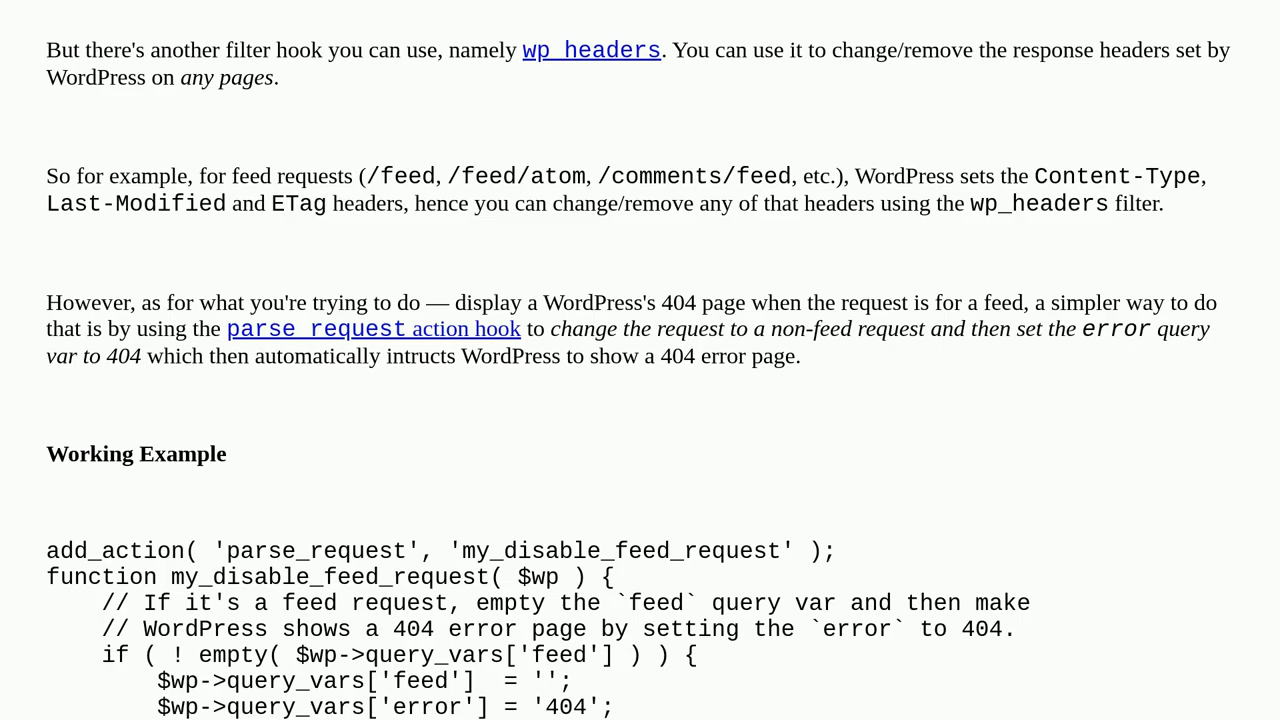 But there's another filter hook you can use, namely wp_headers. You can use it to change/remove the response headers set by
WordPress on any pages.
So for example, for feed requests (/feed, /feed/atom, /comments/feed, etc.), WordPress sets the Content-Type,
Last-Modified and ETag headers, hence you can change/remove any of that headers using the wp_headers filter.
However, as for what you're trying to do — display a WordPress's 404 page when the request is for a feed, a simpler way to do
that is by using the parse_request action hook to change the request to a non-feed request and then set the error query
var to 404 which then automatically intructs WordPress to show a 404 error page.
Working Example
add_action( 'parse_request', 'my_disable_feed_request' );
function my_disable_feed_request( $wp ) {
    // If it's a feed request, empty the `feed` query var and then make
    // WordPress shows a 404 error page by setting the `error` to 404.
    if ( ! empty( $wp->query_vars['feed'] ) ) {
        $wp->query_vars['feed']  = '';
        $wp->query_vars['error'] = '404';